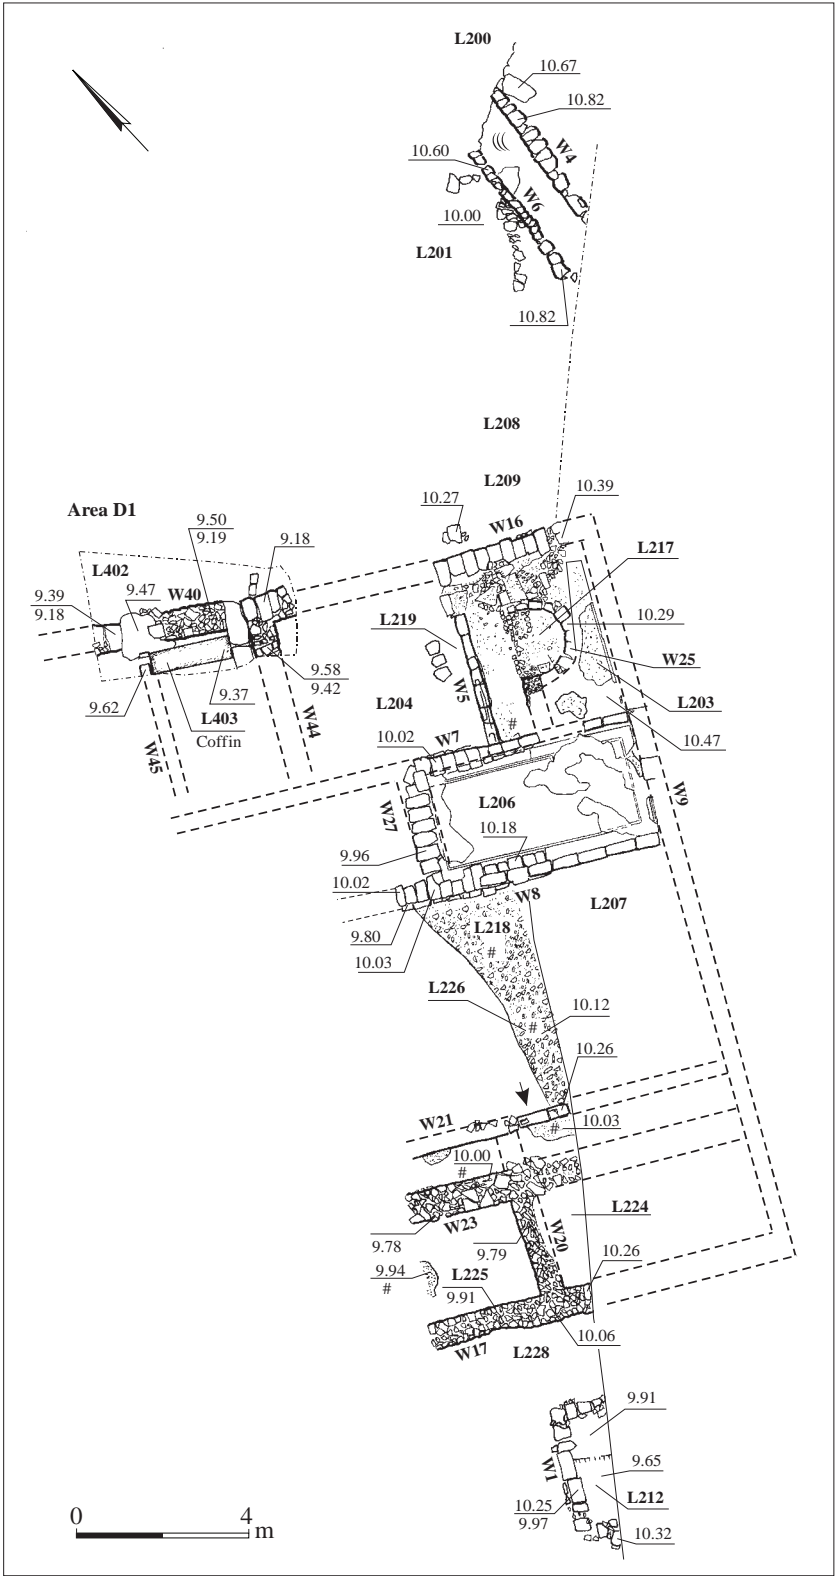 L200
10.67
10.82
W4
10.60
W6
10.00
L201
10.82
L208
L209
10.27
10.39
W16
Area D1
9.50
9.19
9.18
L217
L402
9.47
W40
9.39
9.18
L219
10.29
W25
9.58
9.42
W5
L203
9.62
9.37
L403
Coffin
L204
#
W44
W45
10.02
W7
10.47
W9
L206
W27
10.18
9.96
10.02
W8
L207
9.80
L218
10.03
#
L226
10.12
#
10.26
W21
#
10.03
10.00
#
W23
L224
9.78
9.79
W20
9.94
#
L225
9.91
10.26
10.06
W17
L228
9.91
W1
9.65
10.25
9.97
L212
10.32
0
4
m